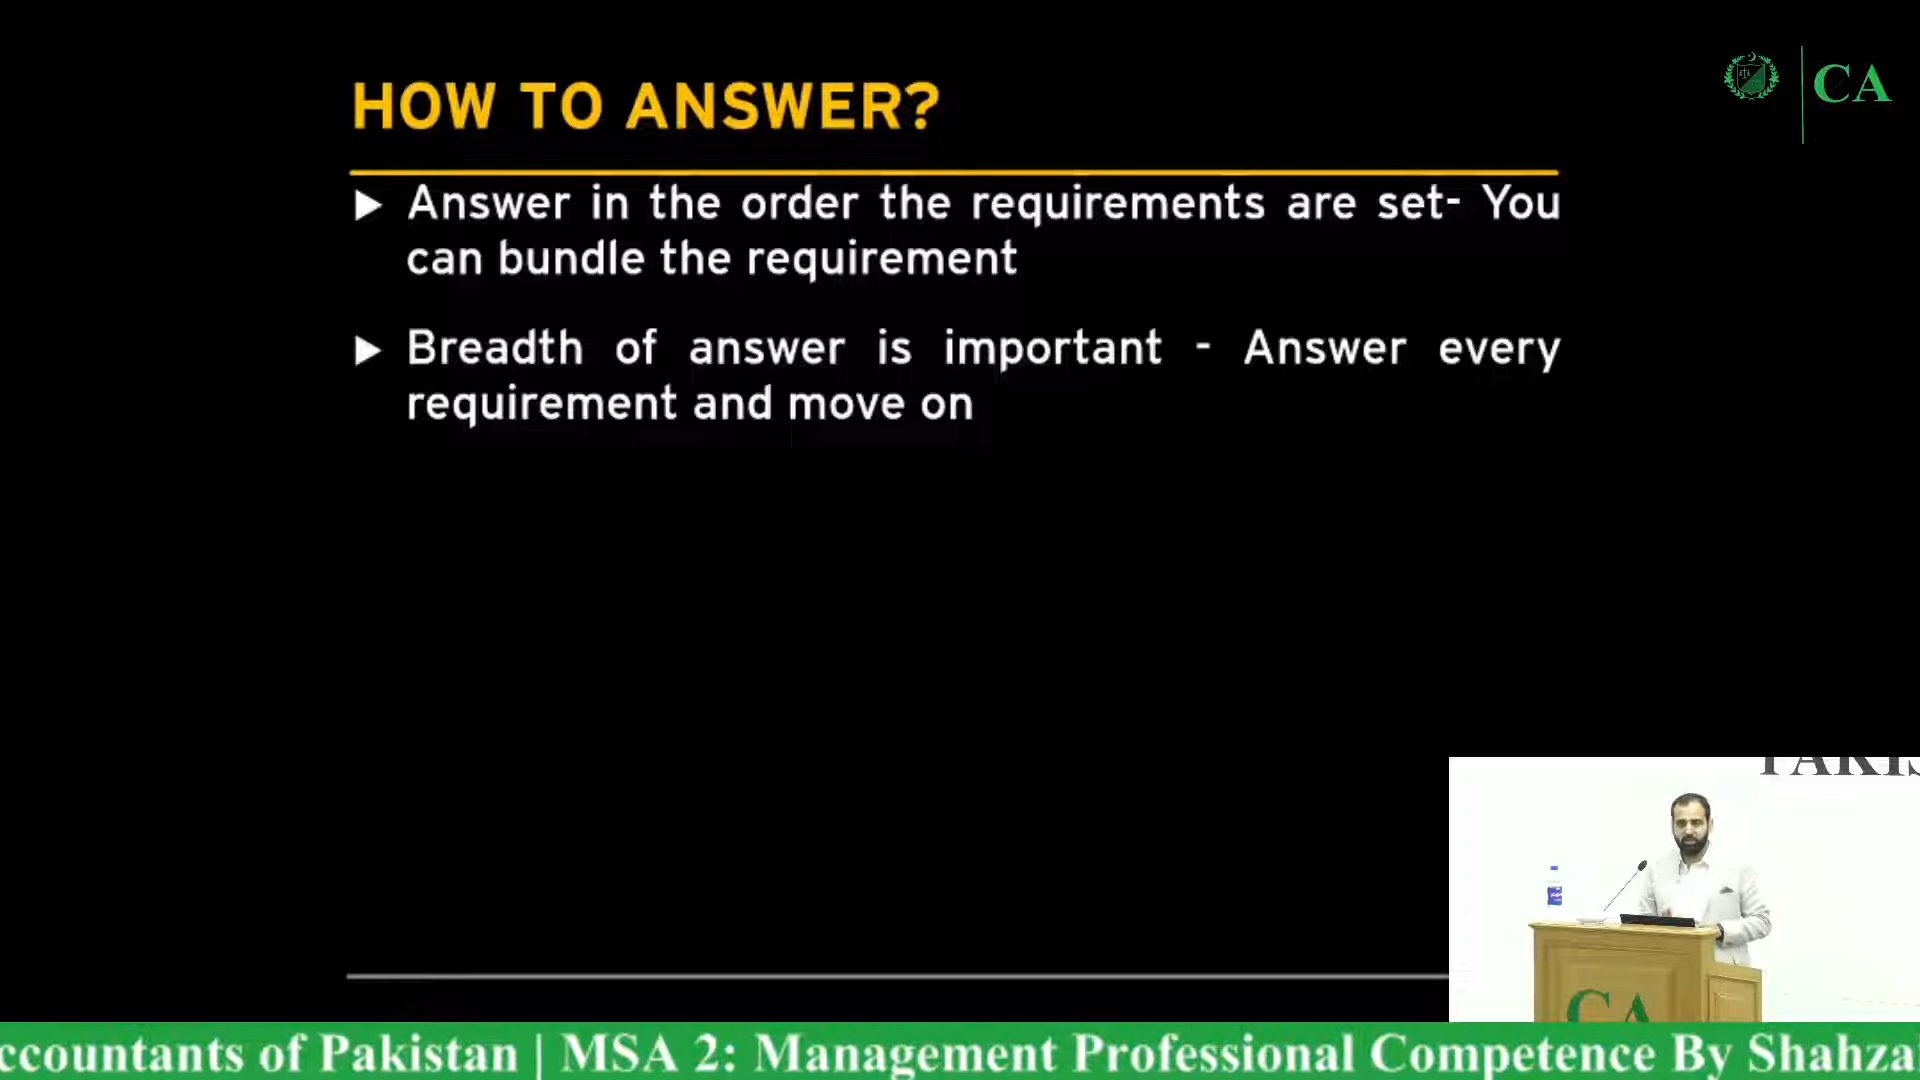 HOW TO ANSWER?
CA
Answer in the order the requirements are set- You
can bundle the requirement
Breadth of answer is important - Answer every
requirement and move on
CA
ccountants of Pakistan | MSA 2: Management Professional Competence By Shahza